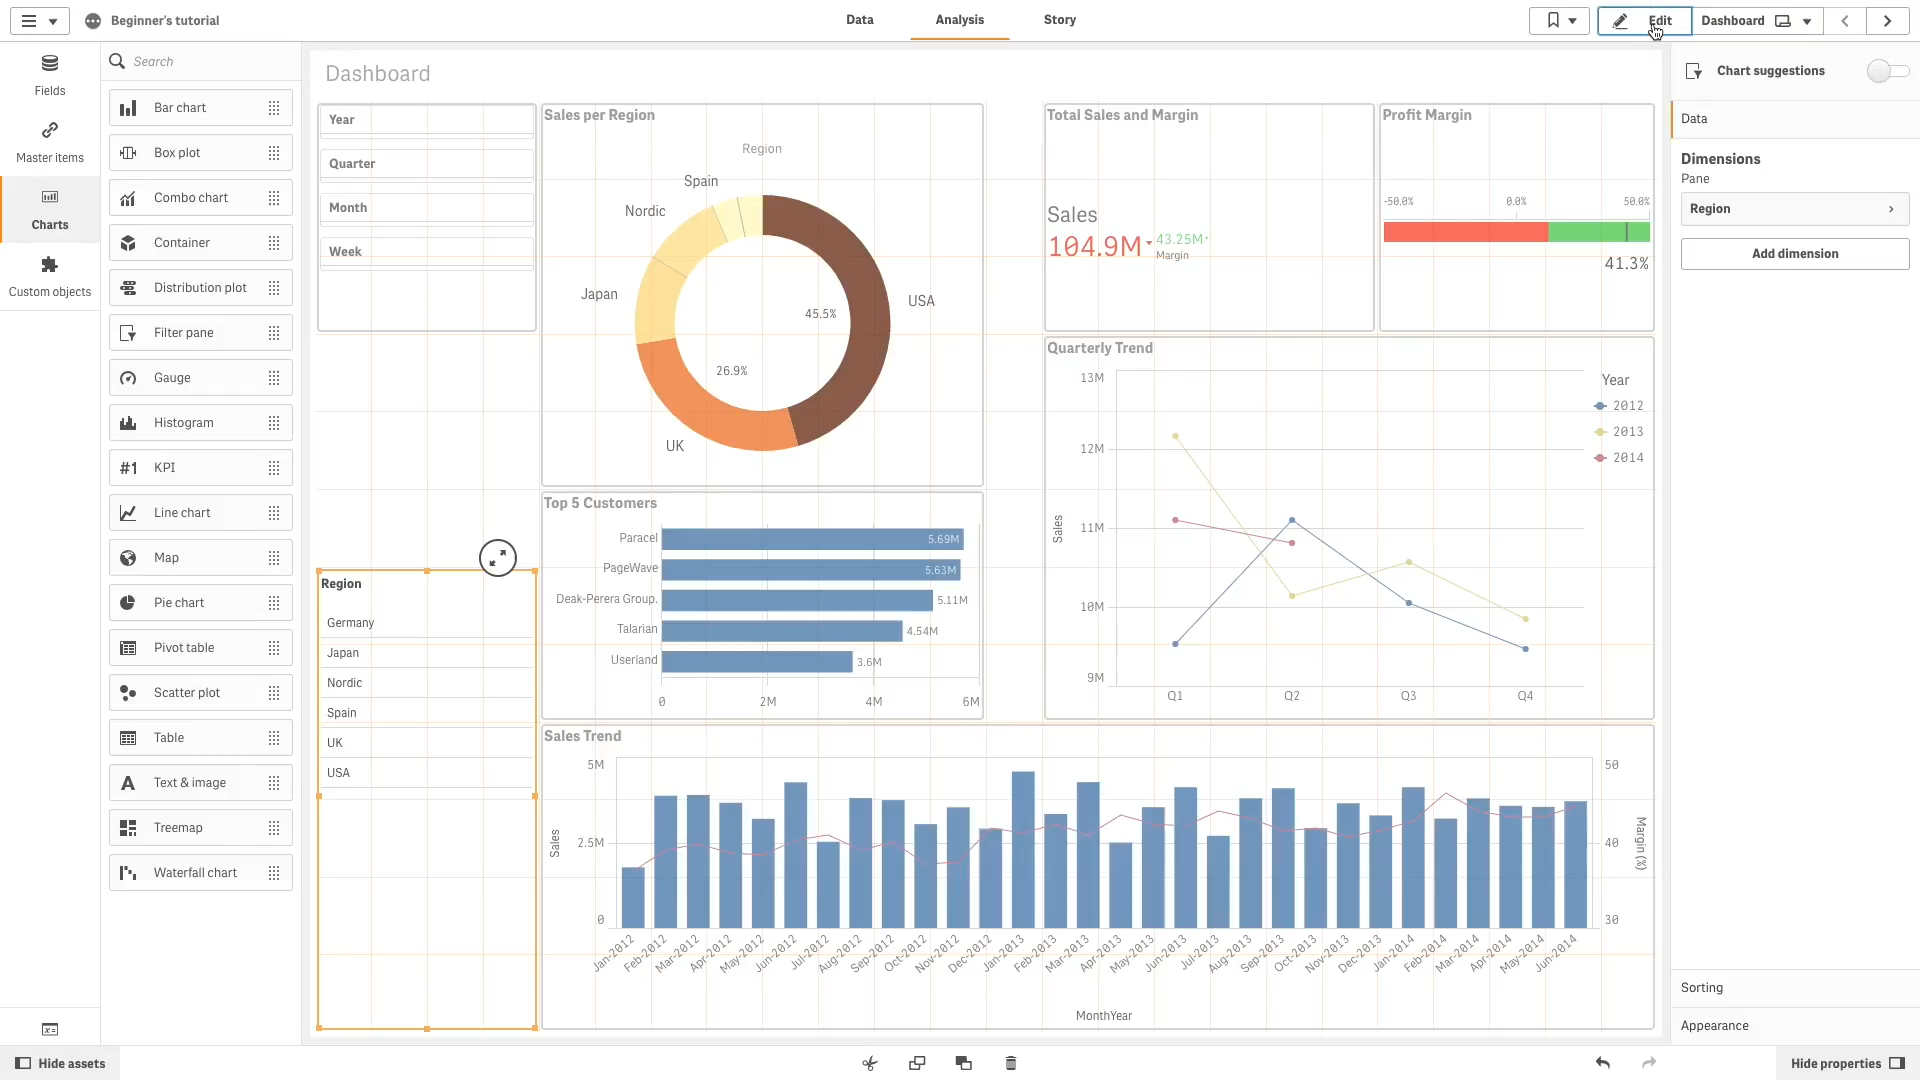 Beginner's tutorial
Data
Analysis
Story
Edit
Dashboard
Fields
Master items
Charts
Custom objects
Search
Bar chart
Box plot
Combo chart
Container
Distribution plot
Filter pane
Gauge
Histogram
#1 KPI
Line chart
Map
Pie chart
Pivot table
Scatter plot
Table
A Text & image
Treemap
Waterfall chart
Dashboard
Year
Quarter
Month
Week
Region
Germany
Japan
Nordic
Spain
UK
USA
Sales per Region
Region
Spain
Nordic
Japan
USA
45.5%
26.9%
UK
Top 5 Customers
Paracel 5.69M
PageWave 5.63M
Deak-Perera Group. 5.11M
Talarian 4.54M
Userland 3.6M
0 2M 4M 6M
Total Sales and Margin
Sales
104.9M 43.25M
Margin
Profit Margin
-50.0% 0.0% 50.0%
41.3%
Quarterly Trend
13M
12M
11M
10M
9M
Sales
Q1 Q2 Q3 Q4
Year
2012
2013
2014
Sales Trend
5M
2.5M
0
Sales
50
40
30
Margin (%)
Jan-2012 Feb-2012 Mar-2012 Apr-2012 May-2012 Jun-2012 Jul-2012 Aug-2012 Sep-2012 Oct-2012 Nov-2012 Dec-2012 Jan-2013 Feb-2013 Mar-2013 Apr-2013 May-2013 Jun-2013 Jul-2013 Aug-2013 Sep-2013 Oct-2013 Nov-2013 Dec-2013 Jan-2014 Feb-2014 Mar-2014 Apr-2014 May-2014 Jun-2014
MonthYear
Chart suggestions
Data
Dimensions
Pane
Region
Add dimension
Sorting
Appearance
Hide assets
Hide properties